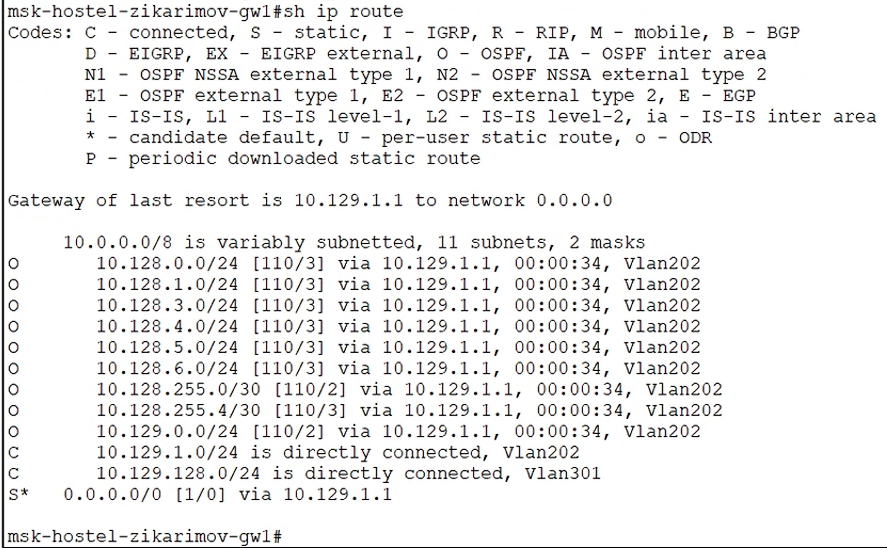 msk-hostel-zikarimov-gw1#sh ip route
Codes: C - connected, S - static, I - IGRP, R - RIP, M - mobile, B - BGP
       D - EIGRP, EX - EIGRP external, O - OSPF, IA - OSPF inter area
       N1 - OSPF NSSA external type 1, N2 - OSPF NSSA external type 2
       E1 - OSPF external type 1, E2 - OSPF external type 2, E - EGP
       i - IS-IS, L1 - IS-IS level-1, L2 - IS-IS level-2, ia - IS-IS inter area
       * - candidate default, U - per-user static route, o - ODR
       P - periodic downloaded static route

Gateway of last resort is 10.129.1.1 to network 0.0.0.0

     10.0.0.0/8 is variably subnetted, 11 subnets, 2 masks
O       10.128.0.0/24 [110/3] via 10.129.1.1, 00:00:34, Vlan202
O       10.128.1.0/24 [110/3] via 10.129.1.1, 00:00:34, Vlan202
O       10.128.3.0/24 [110/3] via 10.129.1.1, 00:00:34, Vlan202
O       10.128.4.0/24 [110/3] via 10.129.1.1, 00:00:34, Vlan202
O       10.128.5.0/24 [110/3] via 10.129.1.1, 00:00:34, Vlan202
O       10.128.6.0/24 [110/3] via 10.129.1.1, 00:00:34, Vlan202
O       10.128.255.0/30 [110/2] via 10.129.1.1, 00:00:34, Vlan202
O       10.128.255.4/30 [110/3] via 10.129.1.1, 00:00:34, Vlan202
O       10.129.0.0/24 [110/2] via 10.129.1.1, 00:00:34, Vlan202
C       10.129.1.0/24 is directly connected, Vlan202
C       10.129.128.0/24 is directly connected, Vlan301
S*   0.0.0.0/0 [1/0] via 10.129.1.1

msk-hostel-zikarimov-gw1#